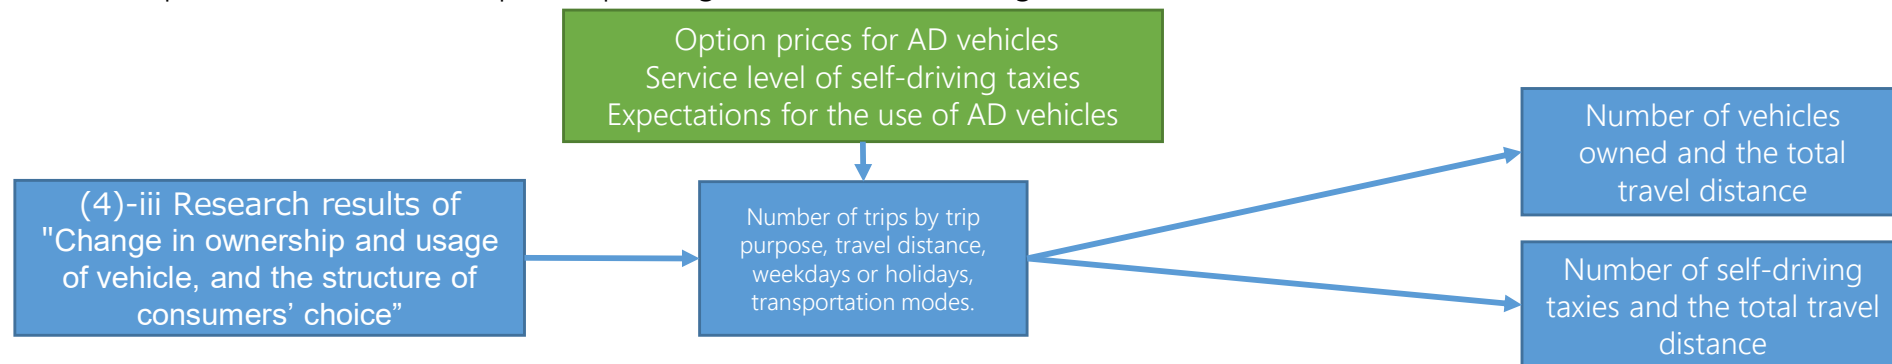 Option prices for AD vehicles
Service level of self-driving taxies
Expectations for the use of AD vehicles
(4)-iii Research results of
"Change in ownership and usage
of vehicle, and the structure of
consumers’ choice”
Number of trips by trip
purpose, travel distance,
weekdays or holidays,
transportation modes.
Number of vehicles
owned and the total
travel distance
Number of self-driving
taxies and the total travel
distance